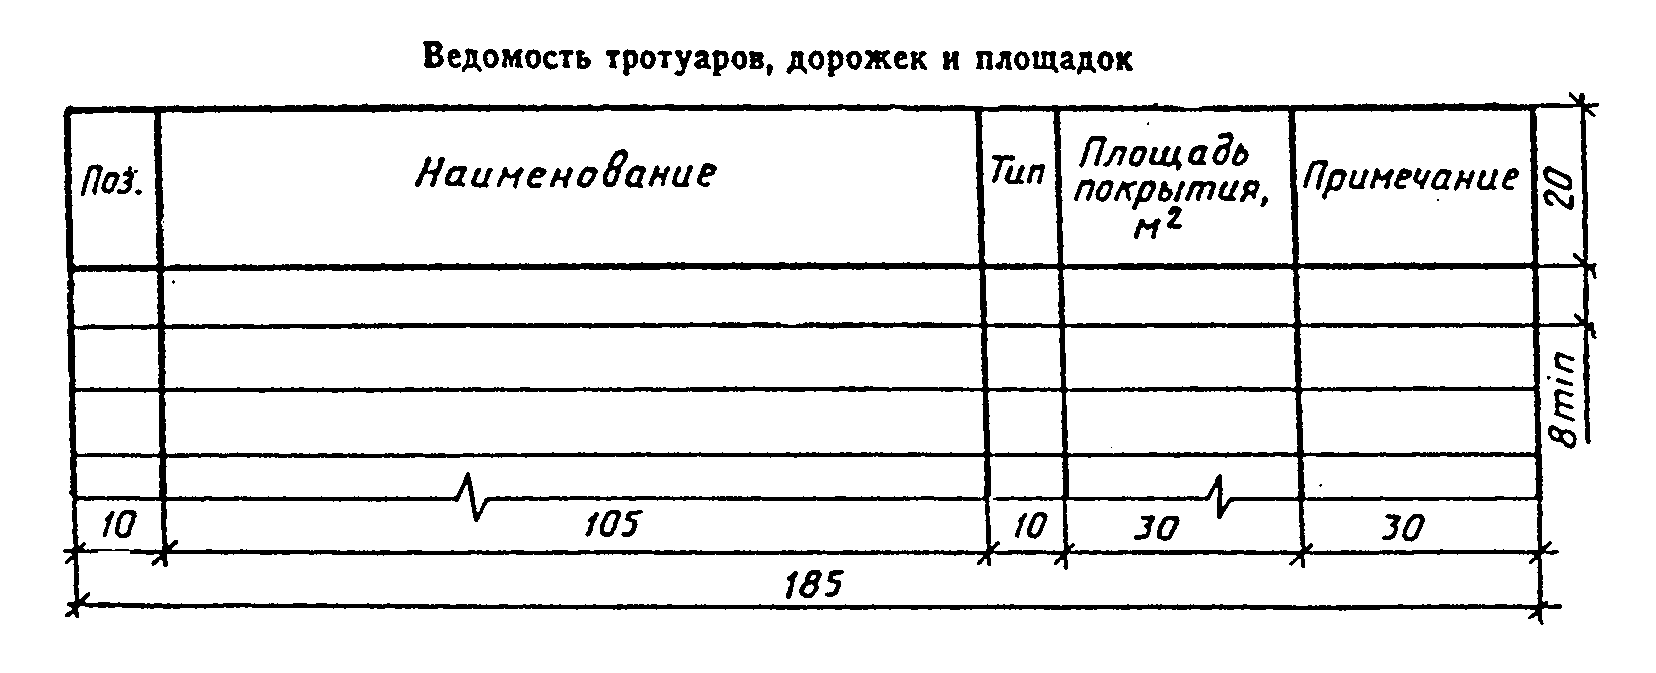 Ведомость тротуаров, дорожек и площадок
Поз.
Наименование
Тип
Площадь
покрытия,
м²
Примечание
20
8 min
10
105
10
30
30
185